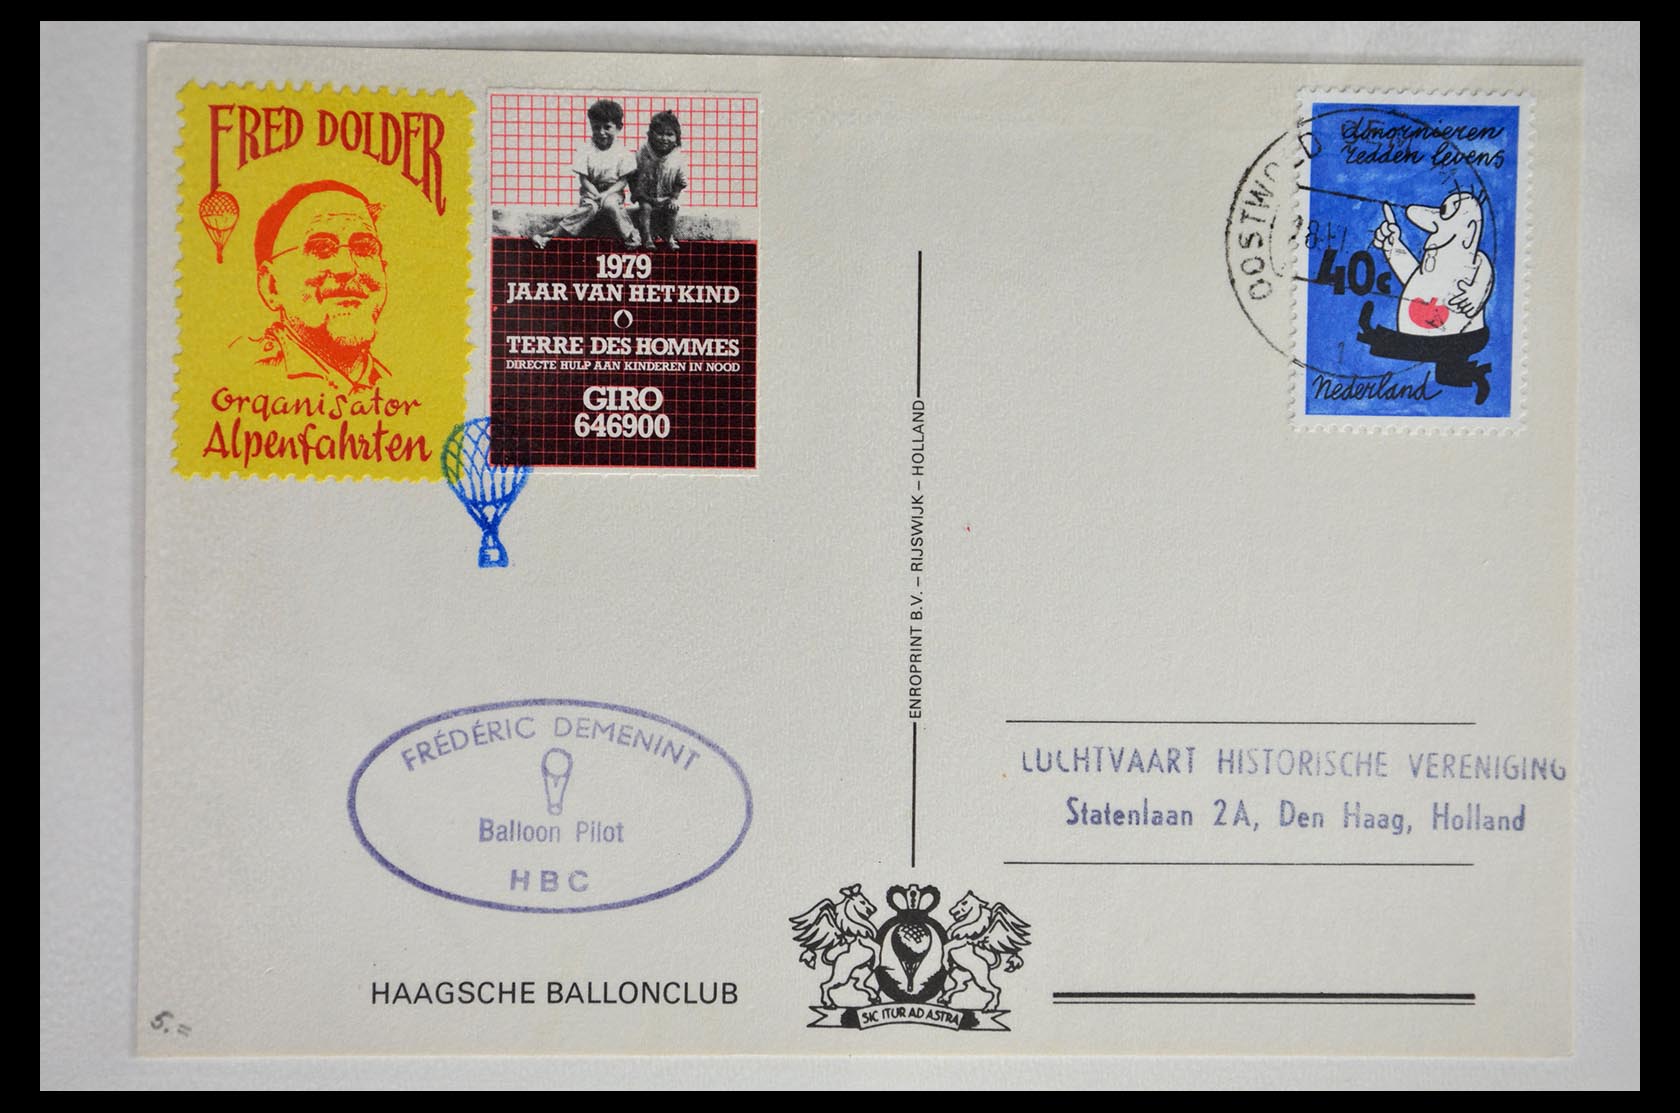 FRED DOLDER
Organisator
Alpenfahrten
1979
JAAR VAN HET KIND
TERRE DES HOMMES
DIRECTE HULP AAN KINDEREN IN NOOD
GIRO
646900
donornieren
redden levens
40c
Nederland
OOSTWOLD
ENROPRINT B.V. – RIJSWIJK – HOLLAND
FRÉDÉRIC DEMENINT
Balloon Pilot
HBC
LUCHTVAART HISTORISCHE VERENIGING
Statenlaan 2A, Den Haag, Holland
HAAGSCHE BALLONCLUB
SIC ITUR AD ASTRA
5.=